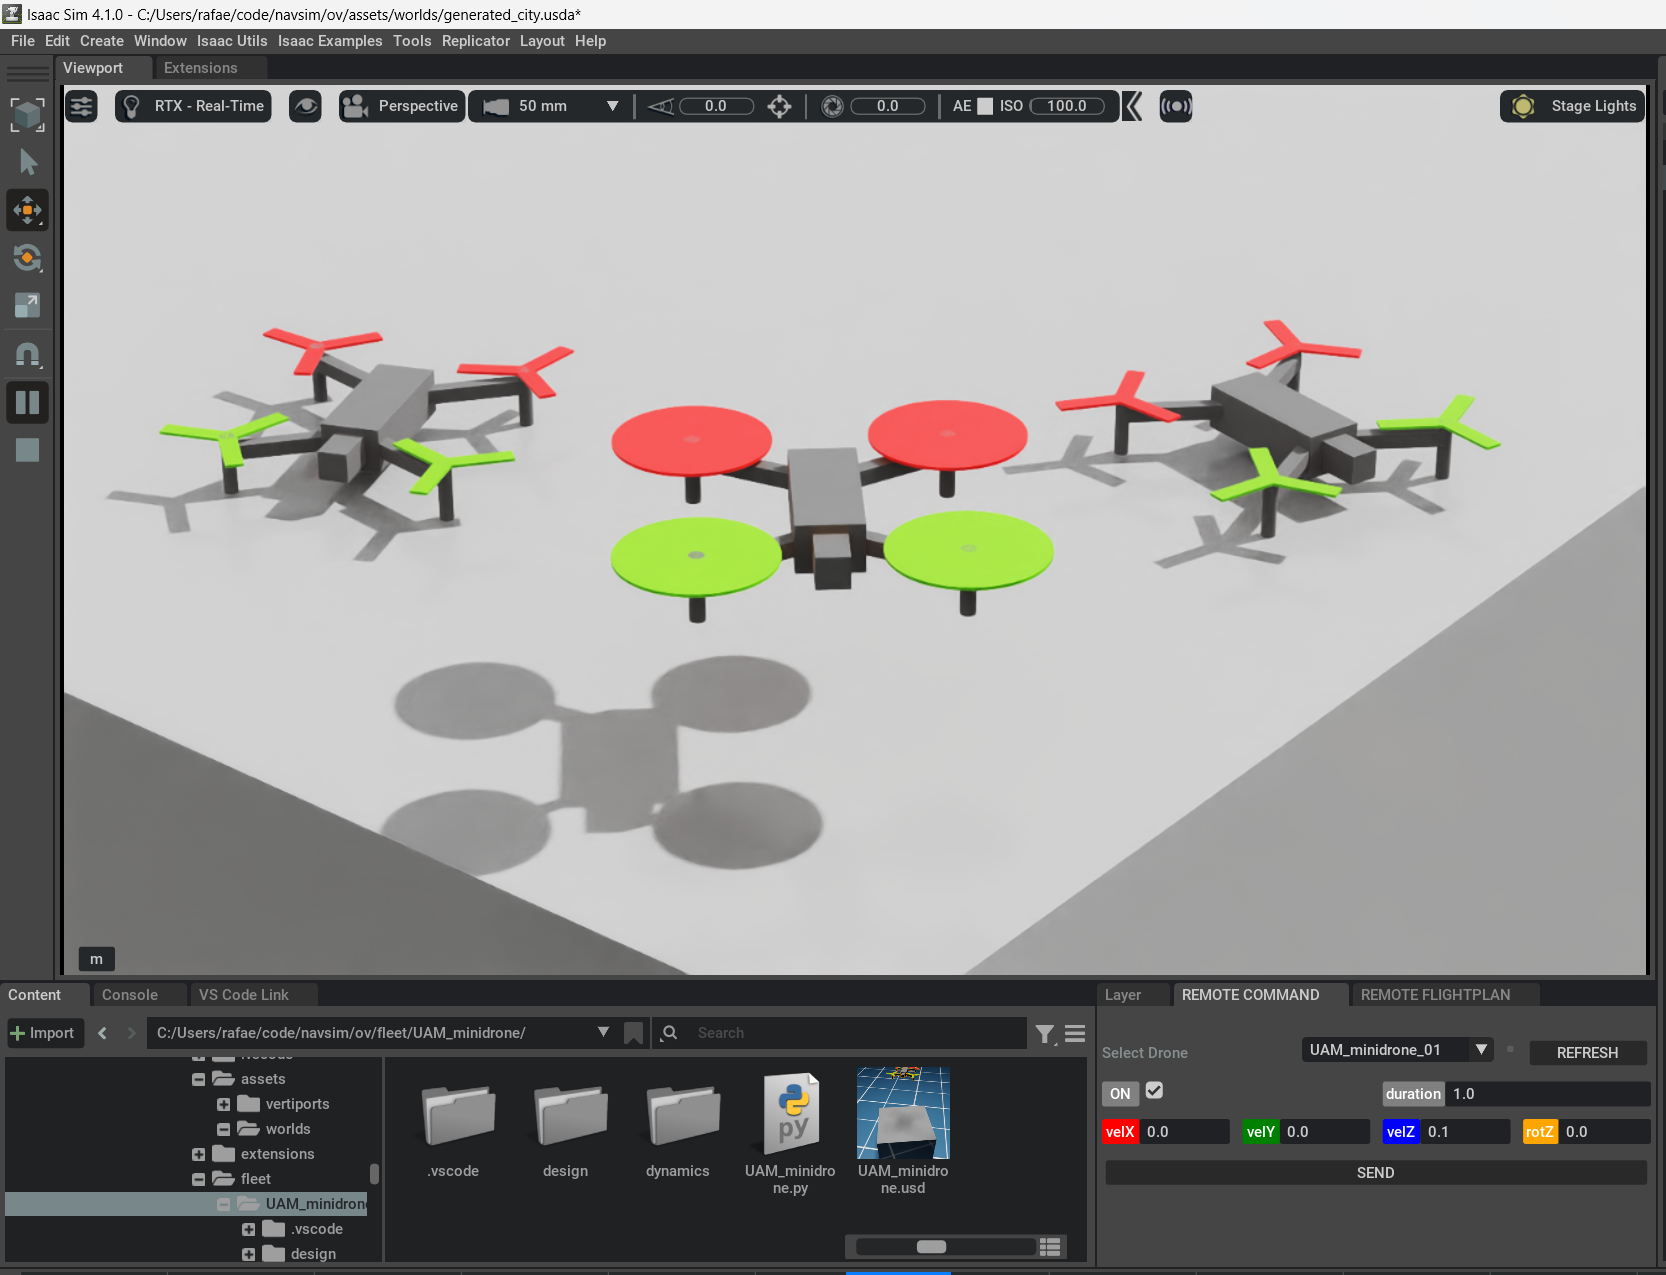 Isaac Sim 4.1.0 - C:/Users/rafae/code/navsim/ov/assets/worlds/generated_city.usda*
File Edit Create Window Isaac Utils Isaac Examples Tools Replicator Layout Help
Viewport Extensions
RTX - Real-Time Perspective 50 mm 0.0 0.0 AE ISO 100.0 Stage Lights
m
Content Console VS Code Link
Import C:/Users/rafae/code/navsim/ov/fleet/UAM_minidrone/ Search
assets
vertiports
worlds
extensions
fleet
UAM_minidron
.vscode
design
.vscode
design
dynamics
UAM_minidro
ne.py
UAM_minidro
ne.usd
py
Layer REMOTE COMMAND REMOTE FLIGHTPLAN
Select Drone UAM_minidrone_01 REFRESH
ON duration 1.0
velX 0.0 velY 0.0 velZ 0.1 rotZ 0.0
SEND